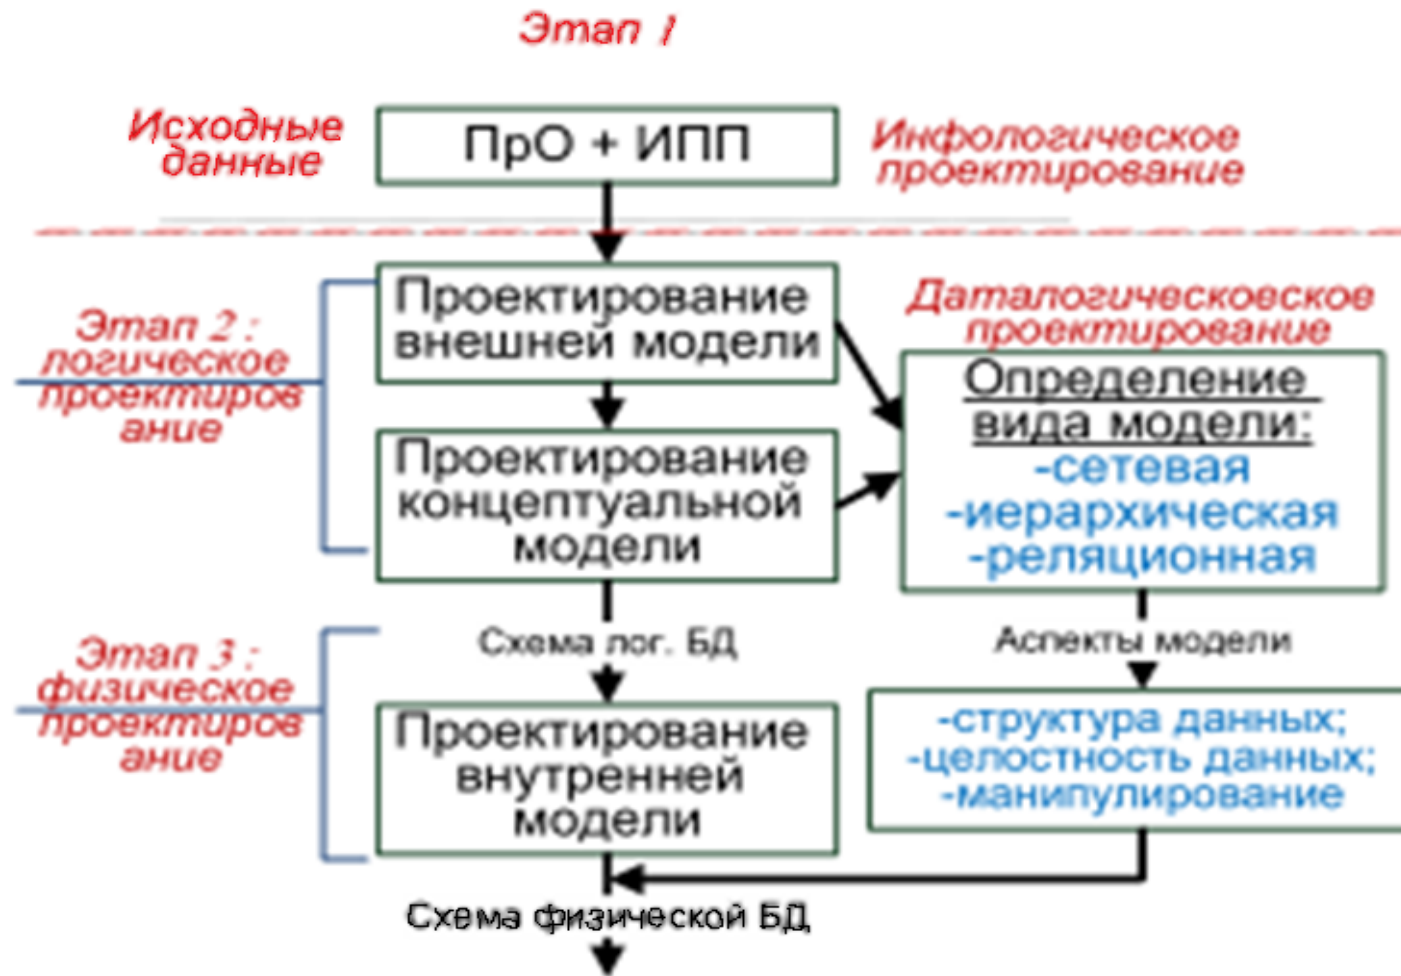 Этап 1
Исходные
данные
ПрО + ИПП
Инфологическое
проектирование
Этап 2 :
логическое
проектиров
ание
Проектирование
внешней модели
Проектирование
концептуальной
модели
Даталогическовеское
проектирование
Определение
вида модели:
-сетевая
-иерархическая
-реляционная
Схема лог. БД
Аспекты модели
Этап 3 :
физическое
проектиров
ание
Проектирование
внутренней
модели
-структура данных;
-целостность данных;
-манипулирование
Схема физической БД